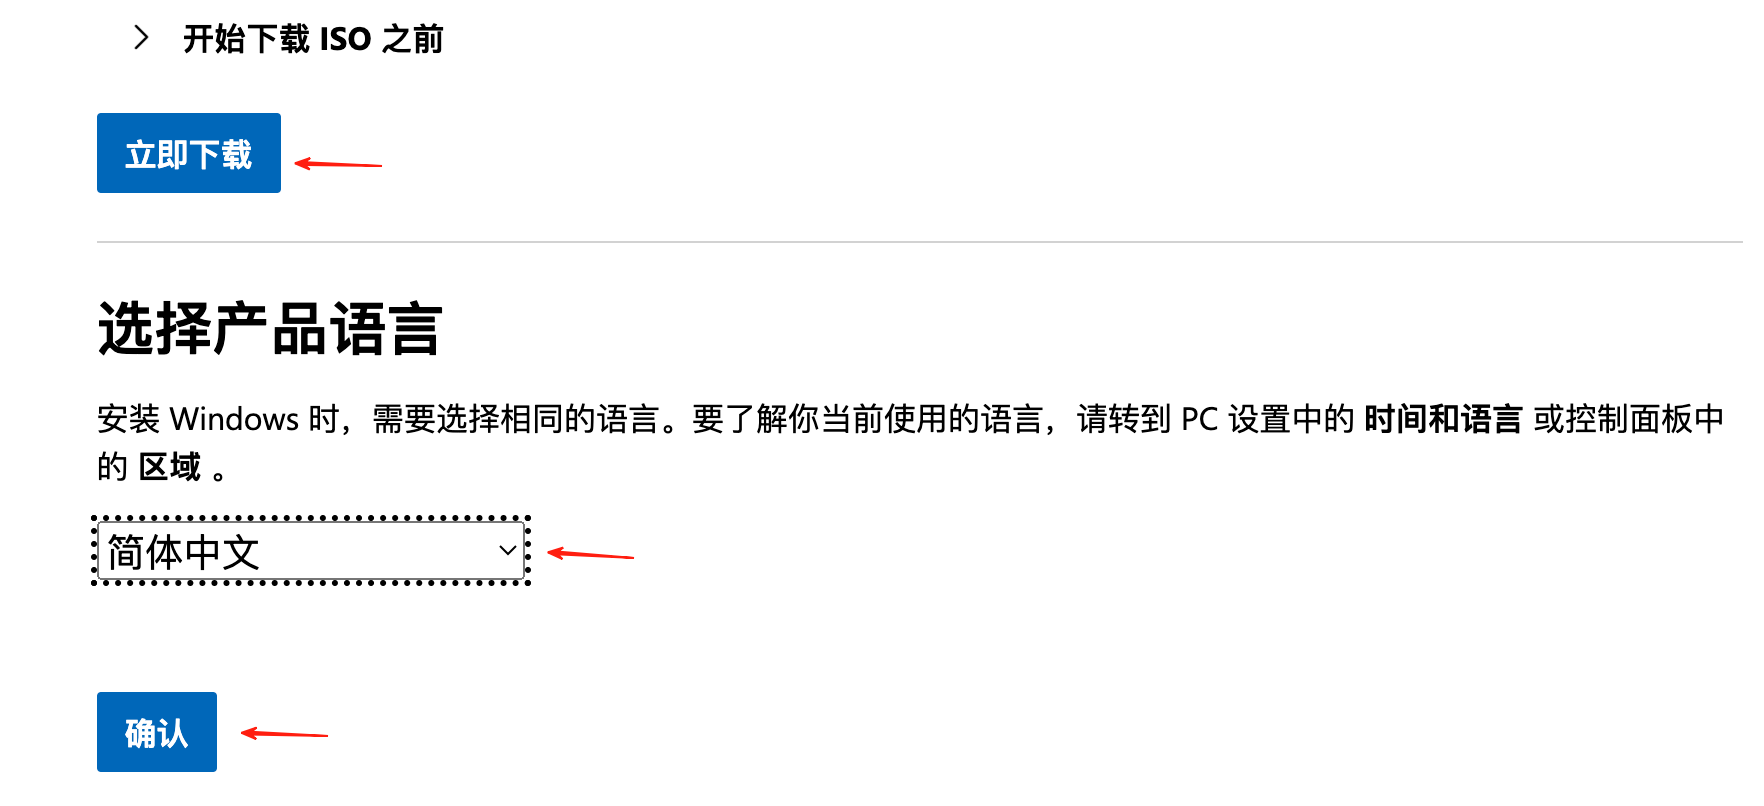 开始下载 ISO 之前
立即下载
选择产品语言
安装 Windows 时，需要选择相同的语言。要了解你当前使用的语言，请转到 PC 设置中的 时间和语言 或控制面板中
的 区域 。
简体中文
确认